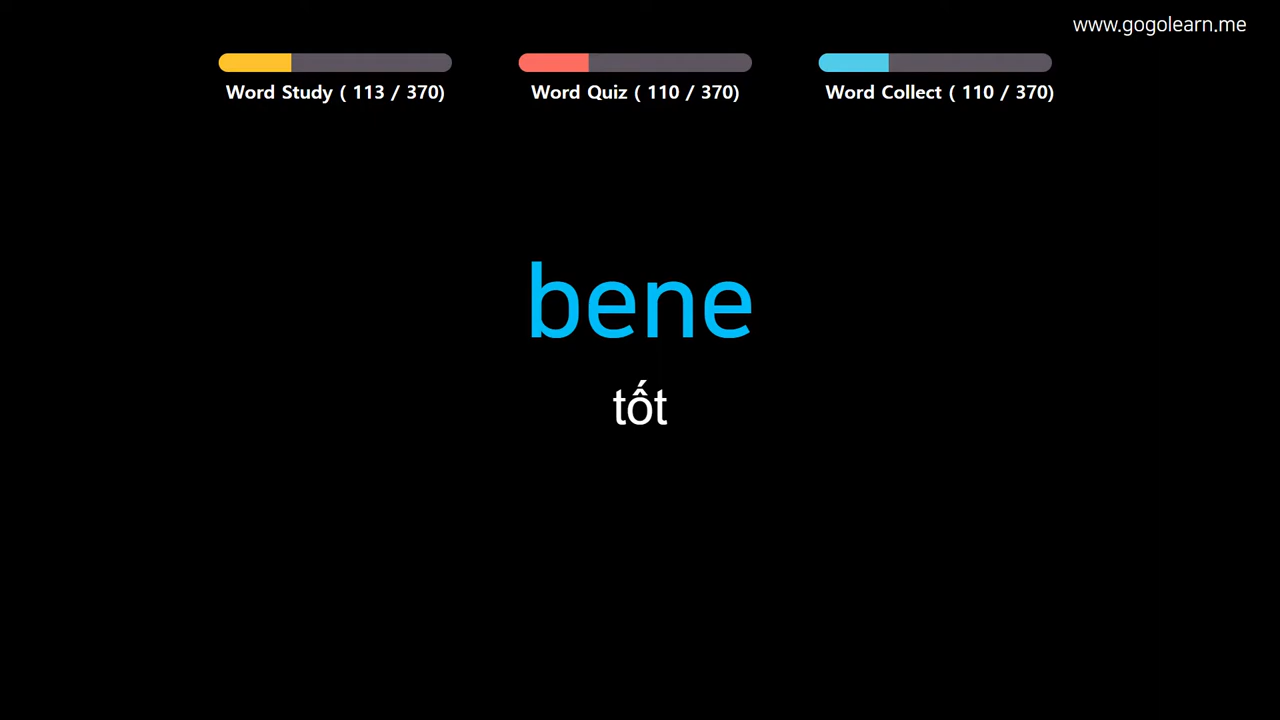 www.gogolearn.me
Word Study ( 113 / 370)
Word Quiz ( 110 / 370)
Word Collect ( 110 / 370)
bene
tốt